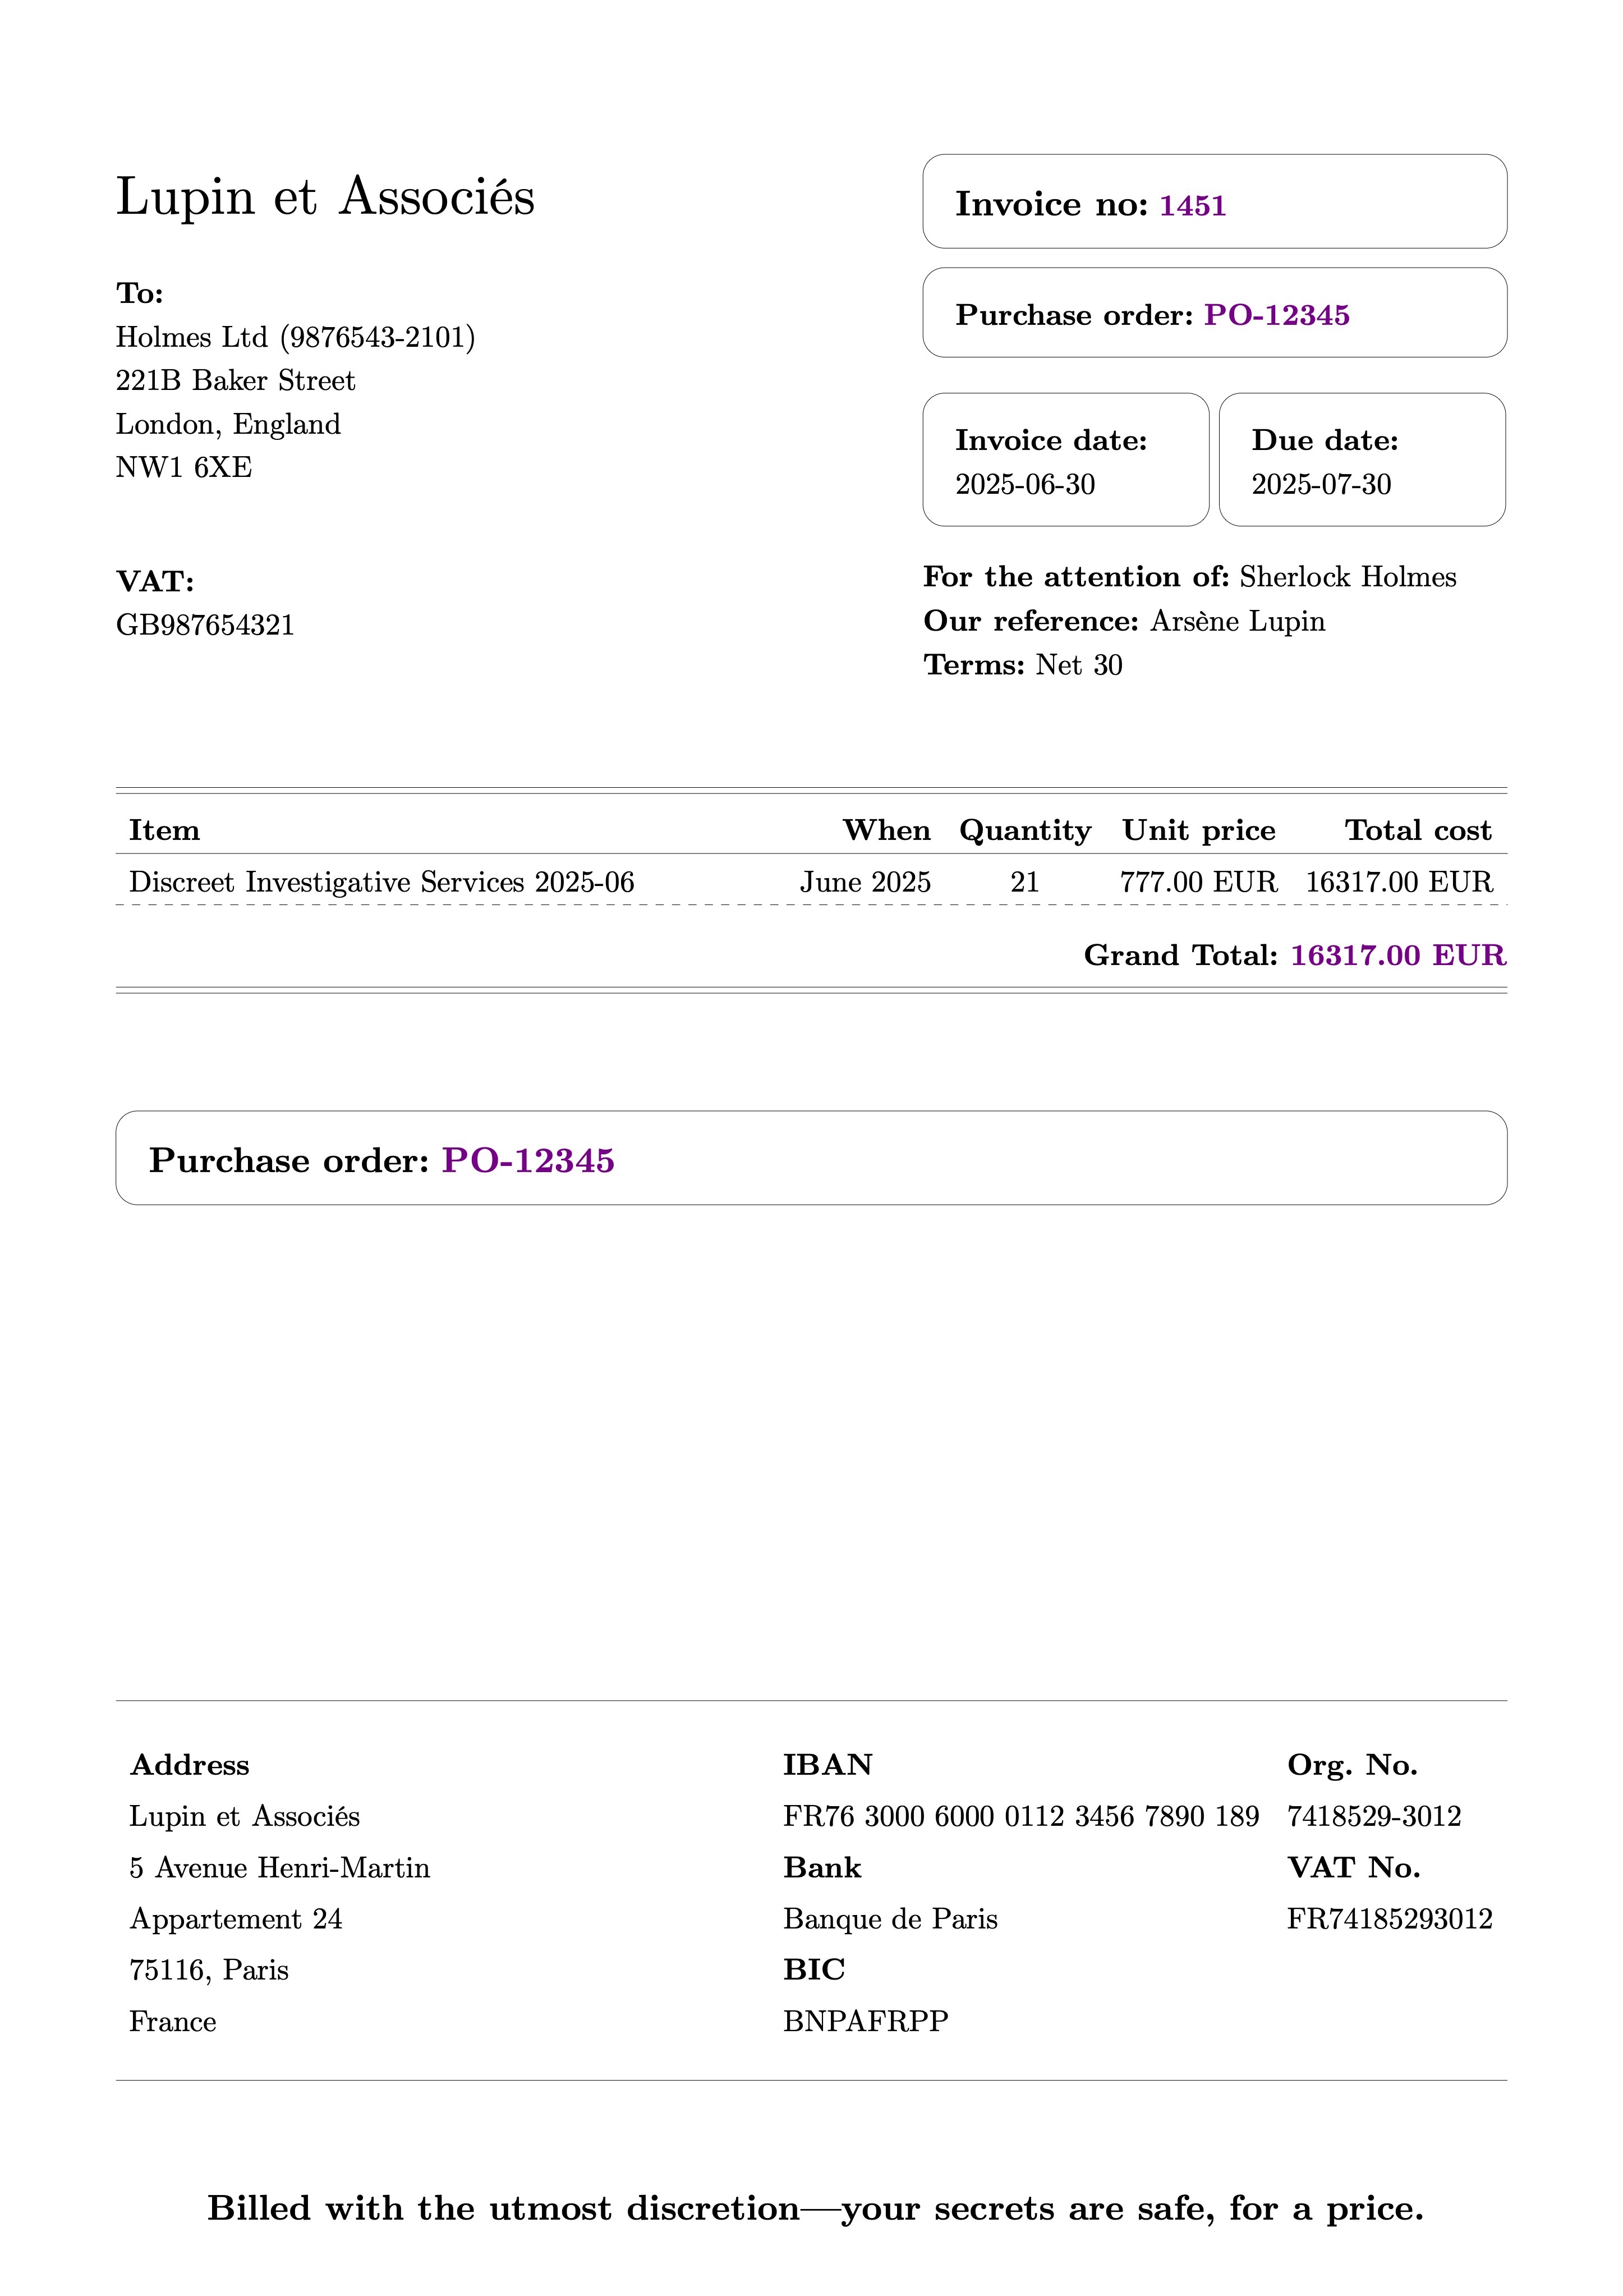 Lupin et Associés
To:
Holmes Ltd (9876543-2101)
221B Baker Street
London, England
NW1 6XE
VAT:
GB987654321
Invoice no: 1451
Purchase order: PO-12345
Invoice date:
2025-06-30
Due date:
2025-07-30
For the attention of: Sherlock Holmes
Our reference: Arsène Lupin
Terms: Net 30
Item When Quantity Unit price Total cost
Discreet Investigative Services 2025-06 June 2025 21 777.00 EUR 16317.00 EUR
Grand Total: 16317.00 EUR
Purchase order: PO-12345
Address
Lupin et Associés
5 Avenue Henri-Martin
Appartement 24
75116, Paris
France
IBAN
FR76 3000 6000 0112 3456 7890 189
Bank
Banque de Paris
BIC
BNPAFRPP
Org. No.
7418529-3012
VAT No.
FR74185293012
Billed with the utmost discretion—your secrets are safe, for a price.